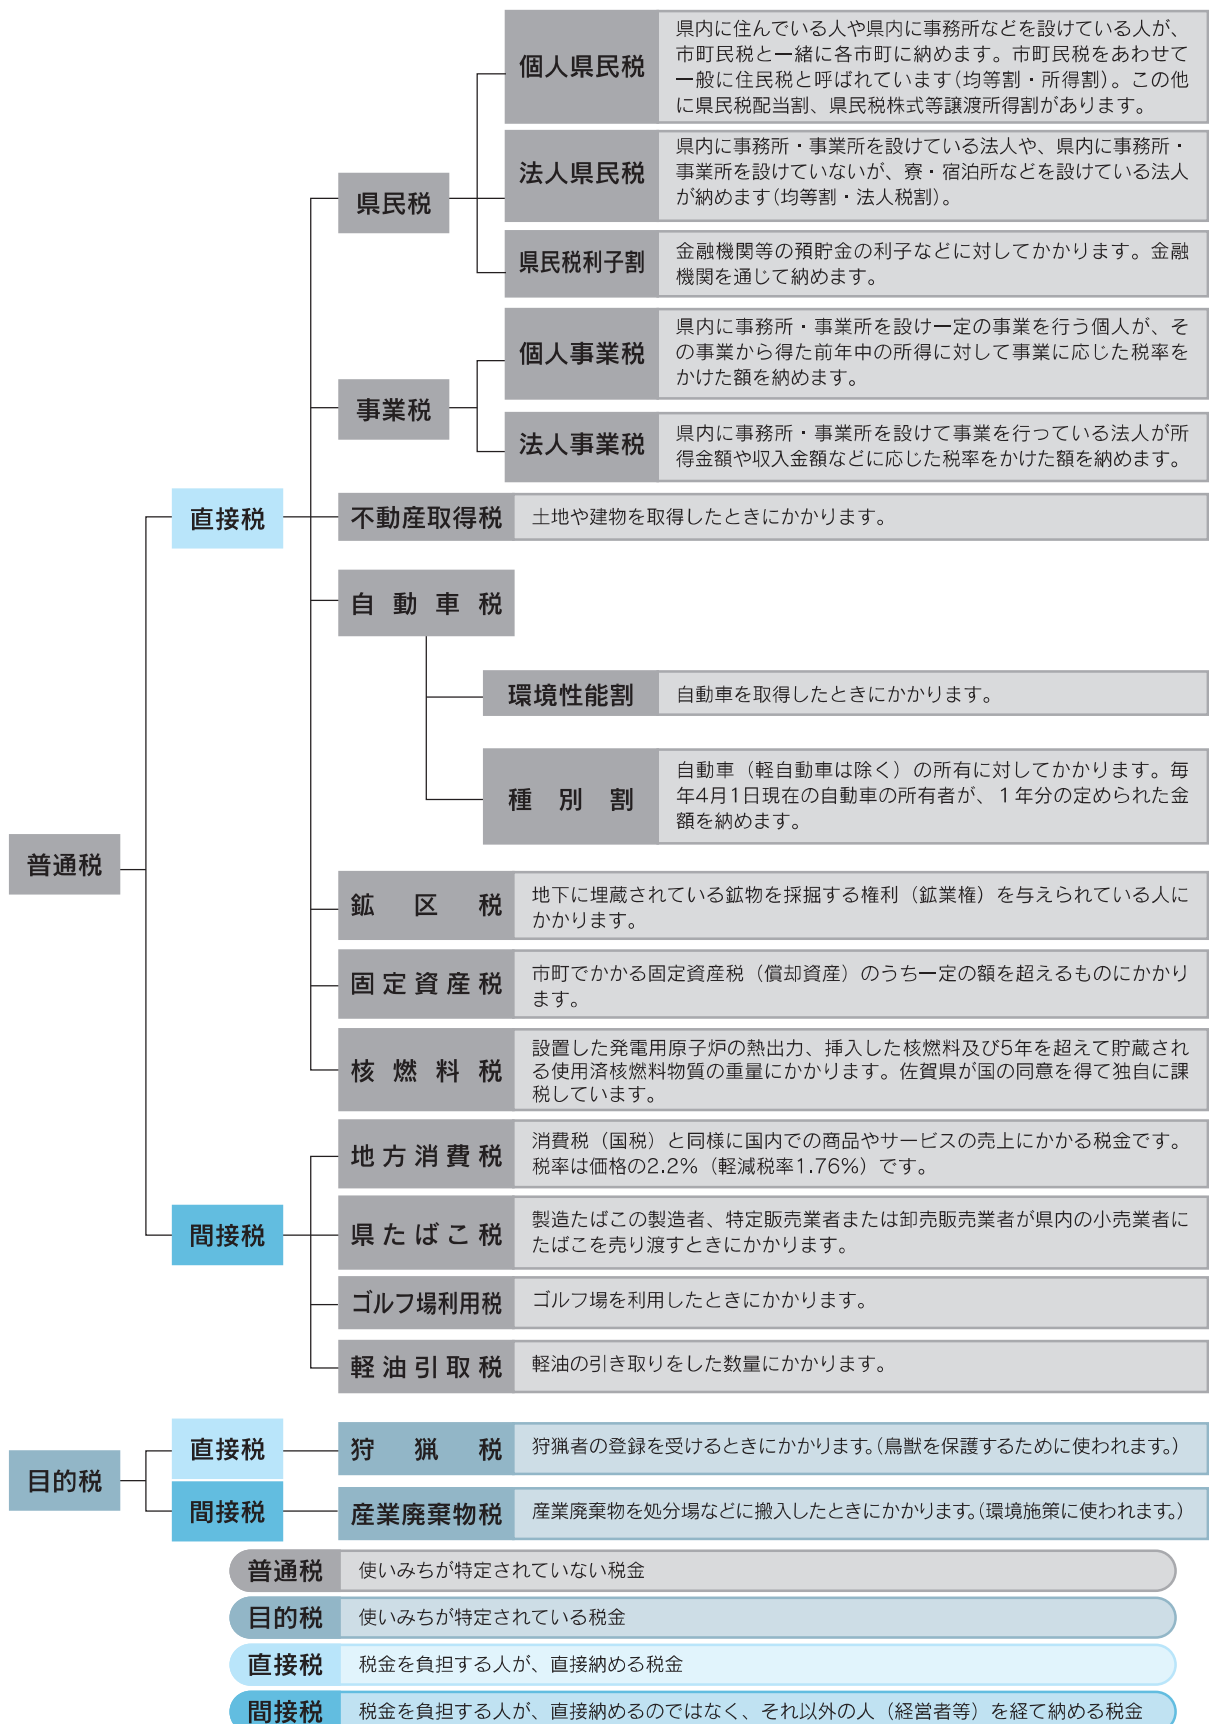 個人県民税
県内に住んでいる人や県内に事務所などを設けている人が、
市町民税と一緒に各市町に納めます。市町民税をあわせて
一般に住民税と呼ばれています(均等割・所得割)。この他
に県民税配当割、県民税株式等譲渡所得割があります。
法人県民税
県内に事務所・事業所を設けている法人や、県内に事務所・
事業所を設けていないが、寮・宿泊所などを設けている法人
が納めます(均等割・法人税割)。
県民税
県民税利子割
金融機関等の預貯金の利子などに対してかかります。金融
機関を通じて納めます。
個人事業税
県内に事務所・事業所を設け一定の事業を行う個人が、そ
の事業から得た前年中の所得に対して事業に応じた税率を
かけた額を納めます。
事業税
法人事業税
県内に事務所・事業所を設けて事業を行っている法人が所
得金額や収入金額などに応じた税率をかけた額を納めます。
直接税
不動産取得税
土地や建物を取得したときにかかります。
自動車税
環境性能割
自動車を取得したときにかかります。
種別割
自動車（軽自動車は除く）の所有に対してかかります。毎
年4月1日現在の自動車の所有者が、１年分の定められた金
額を納めます。
普通税
鉱区税
地下に埋蔵されている鉱物を採掘する権利（鉱業権）を与えられている人に
かかります。
固定資産税
市町でかかる固定資産税（償却資産）のうち一定の額を超えるものにかかり
ます。
核燃料税
設置した発電用原子炉の熱出力、挿入した核燃料及び5年を超えて貯蔵され
る使用済核燃料物質の重量にかかります。佐賀県が国の同意を得て独自に課
税しています。
地方消費税
消費税（国税）と同様に国内での商品やサービスの売上にかかる税金です。
税率は価格の2.2%（軽減税率1.76%）です。
間接税
県たばこ税
製造たばこの製造者、特定販売業者または卸売販売業者が県内の小売業者に
たばこを売り渡すときにかかります。
ゴルフ場利用税
ゴルフ場を利用したときにかかります。
軽油引取税
軽油の引き取りをした数量にかかります。
目的税
直接税
狩猟税
狩猟者の登録を受けるときにかかります。(鳥獣を保護するために使われます。)
間接税
産業廃棄物税
産業廃棄物を処分場などに搬入したときにかかります。(環境施策に使われます。)
普通税
使いみちが特定されていない税金
目的税
使いみちが特定されている税金
直接税
税金を負担する人が、直接納める税金
間接税
税金を負担する人が、直接納めるのではなく、それ以外の人（経営者等）を経て納める税金